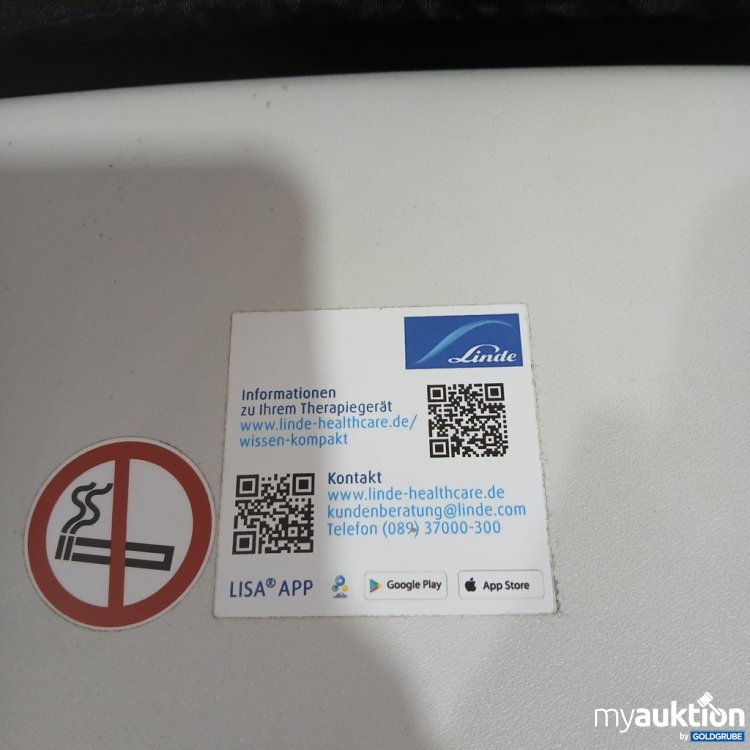 Linde
Informationen
zu Ihrem Therapiegerät
www.linde-healthcare.de/
wissen-kompakt
Kontakt
www.linde-healthcare.de
kundenberatung@linde.com
Telefon (089) 37000-300
LISA® APP
Google Play
App Store
myauktion
by GOLDGRUBE